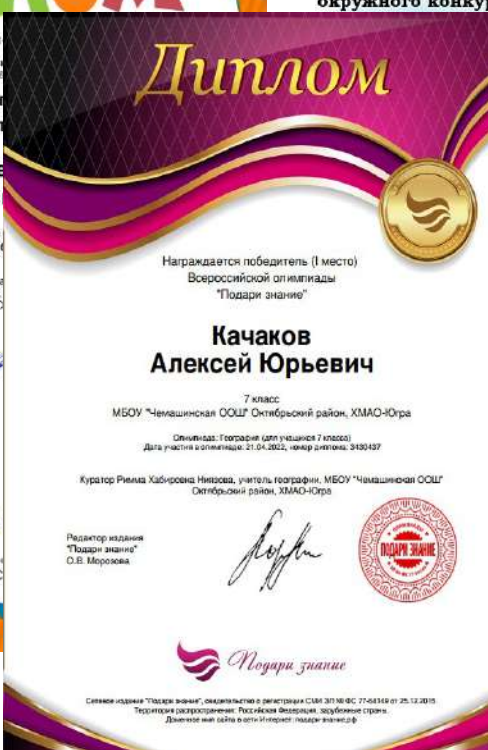 окружного конкур
Диплом
Награждается победитель (I место)
Всероссийской олимпиады
"Подари знание"
Качаков
Алексей Юрьевич
7 класс
МБОУ "Чемашинская ООШ" Октябрьский район, ХМАО-Югра
Олимпиада: География (для учащихся 7 класса)
Дата участия в олимпиаде: 21.04.2022, номер диплома: 3430437
Куратор Римма Хабировна Ниязова, учитель географии, МБОУ "Чемашинская ООШ"
Октябрьский район, ХМАО-Югра
Редактор издания
"Подари знание"
О.В. Морозова
ПОДАРИ ЗНАНИЕ
Подари знание
Сетевое издание "Подари знание", свидетельство о регистрации СМИ ЭЛ № ФС 77-64149 от 25.12.2015.
Территория распространения: Российская Федерация, зарубежные страны.
Доменное имя сайта в сети Интернет: подари-знание.рф